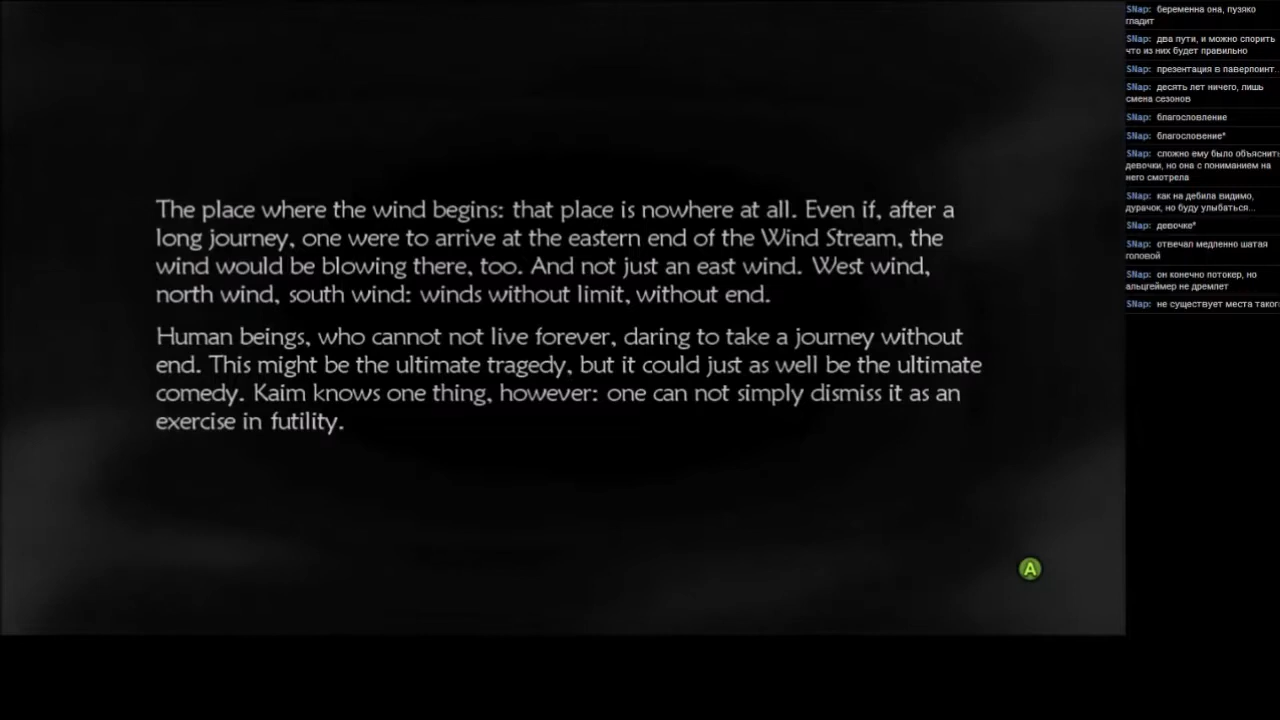 The place where the wind begins: that place is nowhere at all. Even if, after a
long journey, one were to arrive at the eastern end of the Wind Stream, the
wind would be blowing there, too. And not just an east wind. West wind,
north wind, south wind: winds without limit, without end.
Human beings, who cannot not live forever, daring to take a journey without
end. This might be the ultimate tragedy, but it could just as well be the ultimate
comedy. Kaim knows one thing, however: one can not simply dismiss it as an
exercise in futility.
A
SNap: беременна она, пузяко
гладит
SNap: два пути, и можно спорить
что из них будет правильно
SNap: презентация в паверпоинт..
SNap: десять лет ничего, лишь
смена сезонов
SNap: благословление
SNap: благословение*
SNap: сложно ему было объяснить
девочки, но она с пониманием на
него смотрела
SNap: как на дебила видимо,
дурачок, но буду улыбаться...
SNap: девочке*
SNap: отвечал медленно шатая
головой
SNap: он конечно потокер, но
альцгеймер не дремлет
SNap: не существует места таког